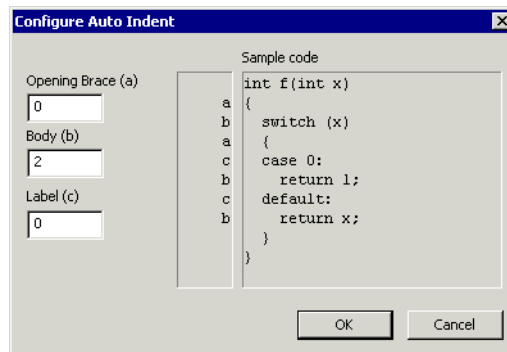 Configure Auto Indent
Opening Brace (a)
0
Body (b)
2
Label (c)
0
Sample code
int f(int x)
a {
b   switch (x)
a   {
c   case 0:
b     return 1;
c   default:
b     return x;
  }
}
OK
Cancel